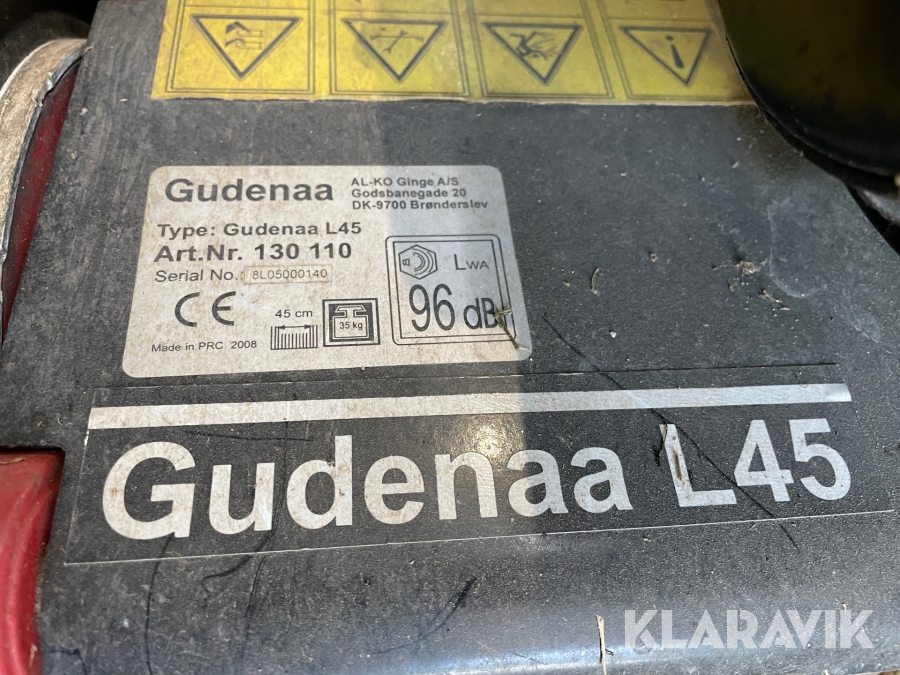 Gudenaa
AL-KO Ginge A/S
Godsbanegade 20
DK-9700 Brønderslev
Type: Gudenaa L45
Art.Nr. 130 110
Serial No.: 8L05000140
CE
45 cm
35 kg
LWA
96 dB
Made in PRC 2008
Gudenaa L45
KLARAVIK